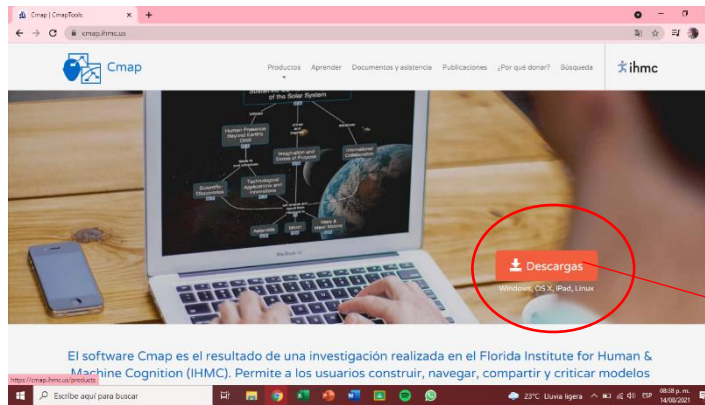 Cmap | CmapTools
cmap.ihmc.us
Cmap
Productos Aprender Documentos y asistencia Publicaciones ¿Por qué donar? Búsqueda
ihmc
of the Solar System
Human Presence
Beyond Earth's
Orbit
Imagination and
Sense of Purpose
International
Collaboration
Scientific
Discoveries
Technological
Applications and
Innovations
Asteroids
Moon
Mars &
Mars' Moons
MacBook Air
Descargas
Windows, OS X, iPad, Linux
El software Cmap es el resultado de una investigación realizada en el Florida Institute for Human &
Machine Cognition (IHMC). Permite a los usuarios construir, navegar, compartir y criticar modelos
https://cmap.ihmc.us/products
Escribe aquí para buscar
23°C Lluvia ligera
ESP
08:38 p. m.
14/08/2021